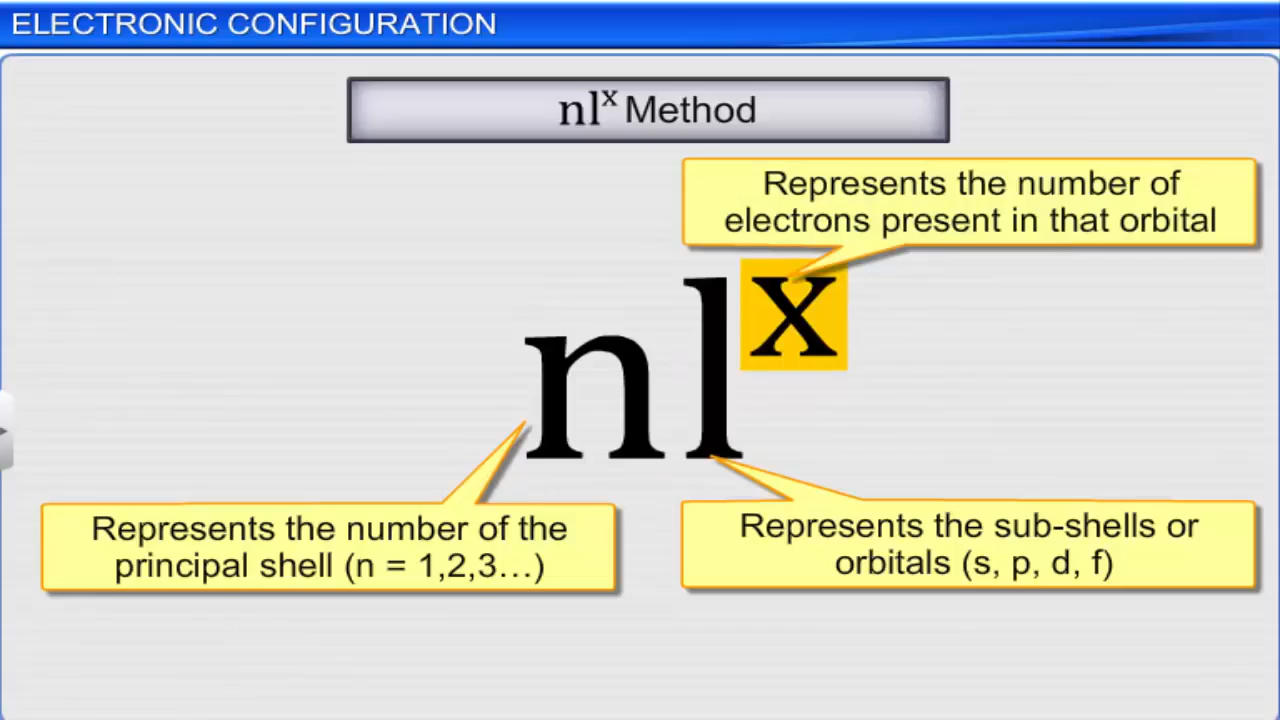 ELECTRONIC CONFIGURATION
nlˣ Method
Represents the number of
electrons present in that orbital
nlˣ
Represents the number of the
principal shell (n = 1,2,3...)
Represents the sub-shells or
orbitals (s, p, d, f)